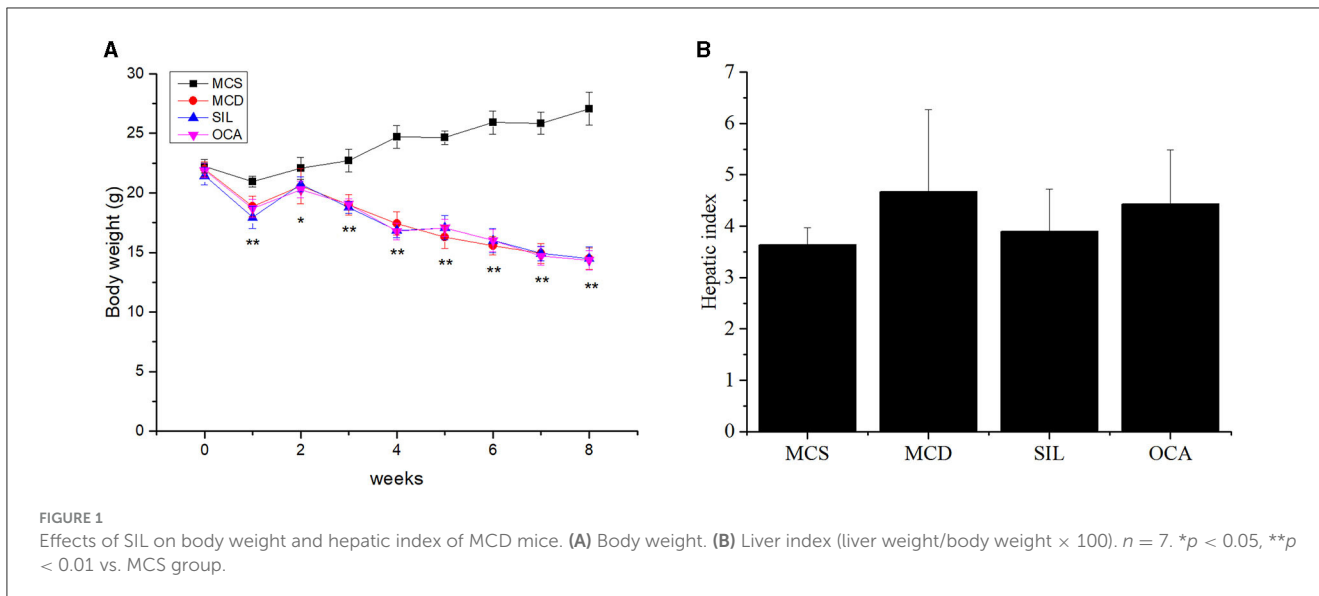 A
30
25
20
15
10
5
0
Body weight (g)
MCS
MCD
SIL
OCA
**
*
**
**
**
**
**
**
0
2
4
6
8
weeks
B
7
6
5
4
3
2
1
0
Hepatic index
MCS
MCD
SIL
OCA
FIGURE 1
Effects of SIL on body weight and hepatic index of MCD mice. (A) Body weight. (B) Liver index (liver weight/body weight × 100). n = 7. *p < 0.05, **p
< 0.01 vs. MCS group.